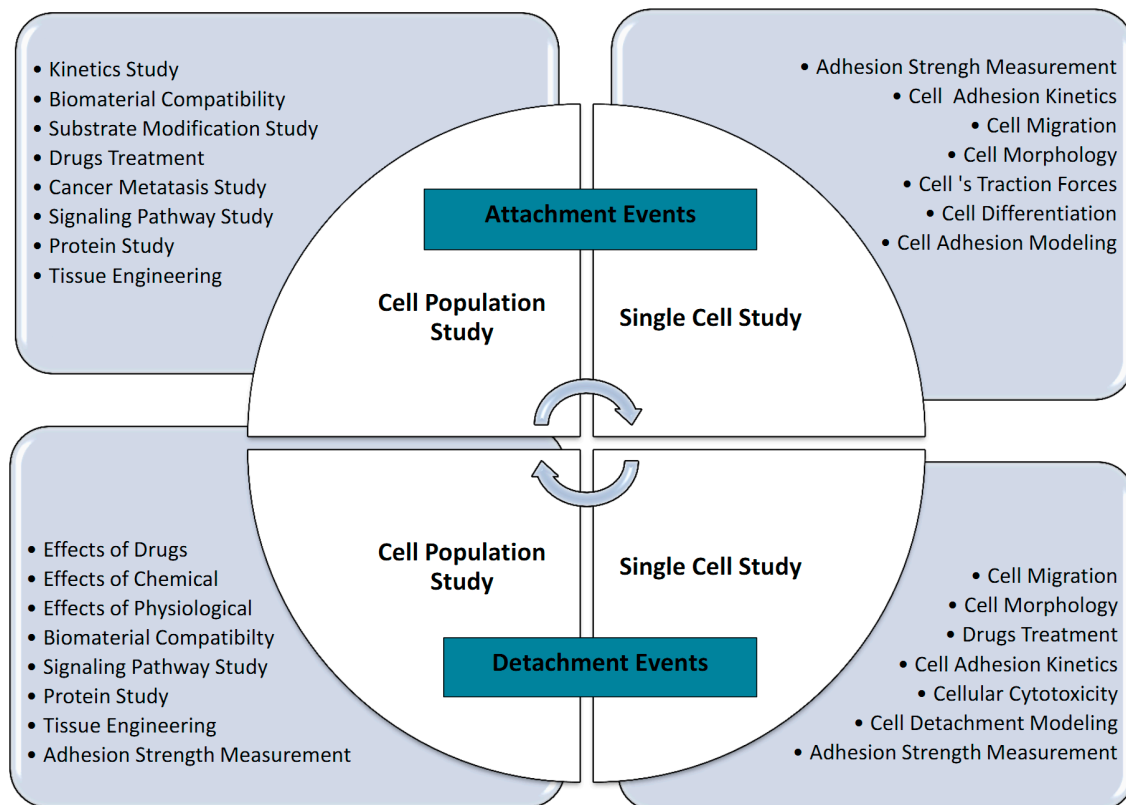 • Kinetics Study
• Biomaterial Compatibility
• Substrate Modification Study
• Drugs Treatment
• Cancer Metatasis Study
• Signaling Pathway Study
• Protein Study
• Tissue Engineering
• Adhesion Strengh Measurement
• Cell Adhesion Kinetics
• Cell Migration
• Cell Morphology
• Cell 's Traction Forces
• Cell Differentiation
• Cell Adhesion Modeling
Attachment Events
Cell Population
Study
Single Cell Study
Cell Population
Study
Single Cell Study
Detachment Events
• Effects of Drugs
• Effects of Chemical
• Effects of Physiological
• Biomaterial Compatibilty
• Signaling Pathway Study
• Protein Study
• Tissue Engineering
• Adhesion Strength Measurement
• Cell Migration
• Cell Morphology
• Drugs Treatment
• Cell Adhesion Kinetics
• Cellular Cytotoxicity
• Cell Detachment Modeling
• Adhesion Strength Measurement